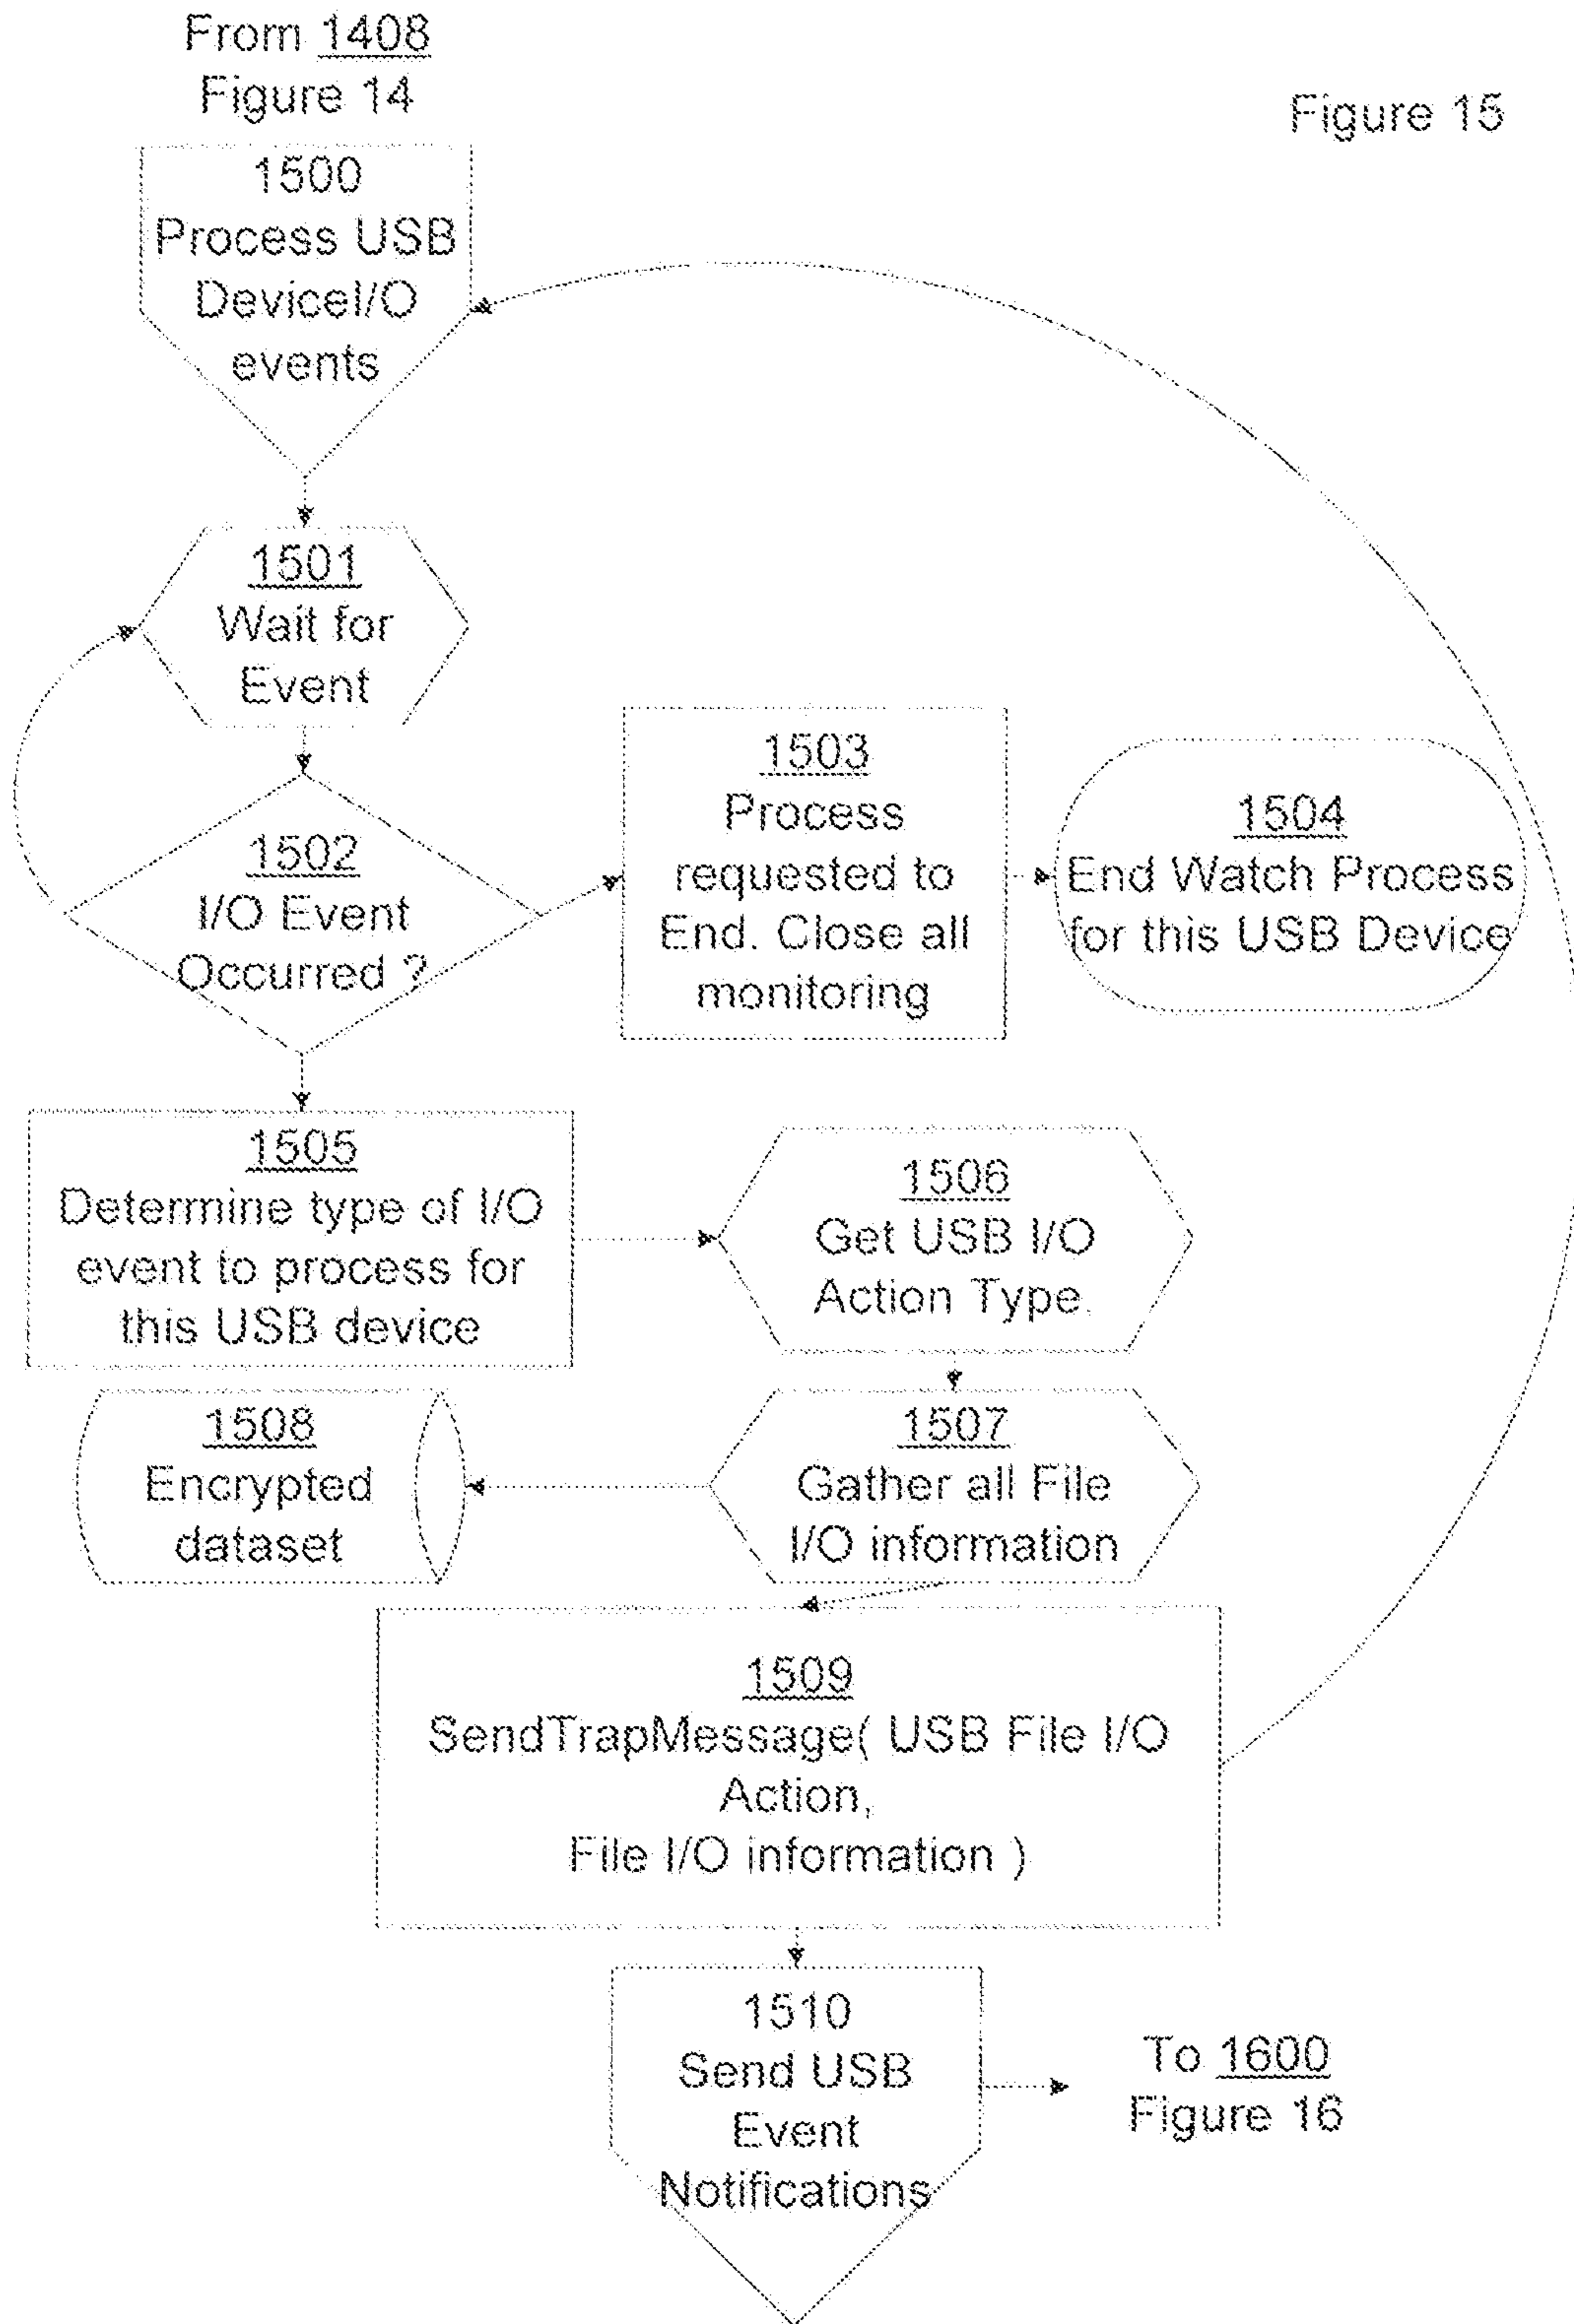 From 1408
Figure 14
Figure 15
1500
Process USB
DeviceI/O
events
1501
Wait for
Event
1502
I/O Event
Occurred ?
1503
Process
requested to
End. Close all
monitoring
1504
End Watch Process
for this USB Device
1505
Determine type of I/O
event to process for
this USB device
1506
Get USB I/O
Action Type.
1507
Gather all File
I/O information
1508
Encrypted
dataset
1509
SendTrapMessage( USB File I/O
Action,
File I/O information )
1510
Send USB
Event
Notifications
To 1600
Figure 16